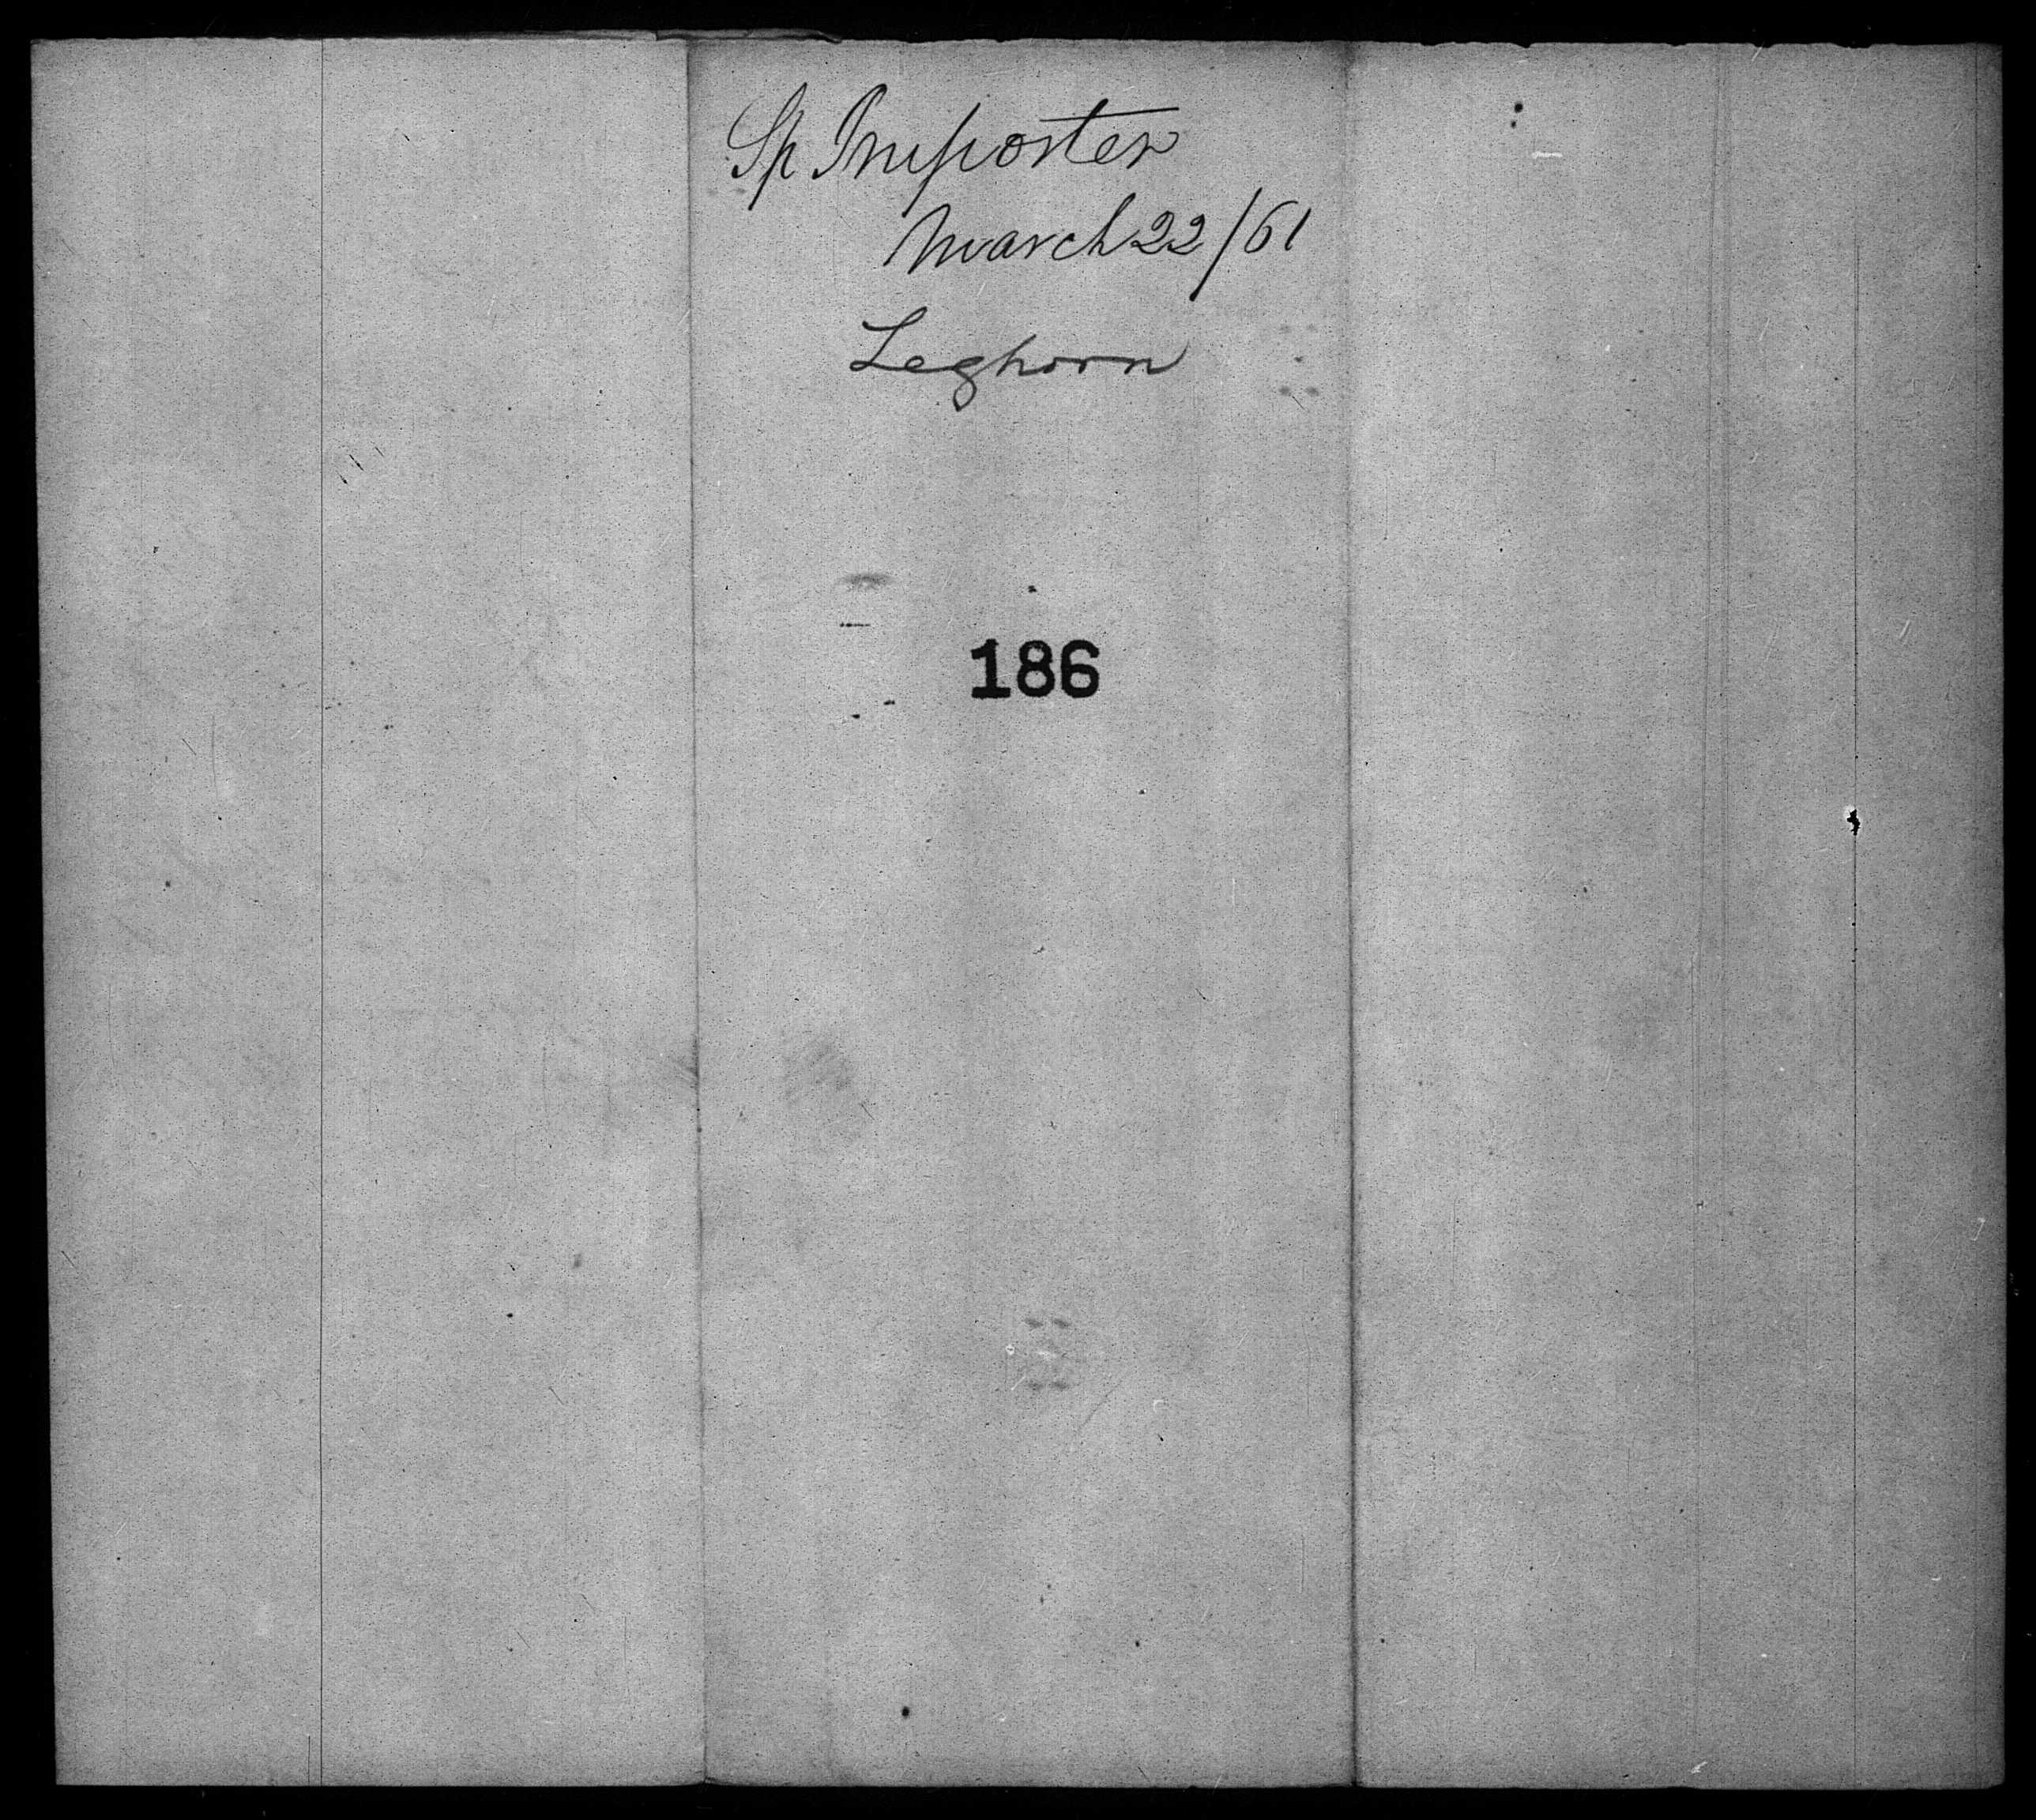 Sp Importer
March 22/61
Leghorn
186